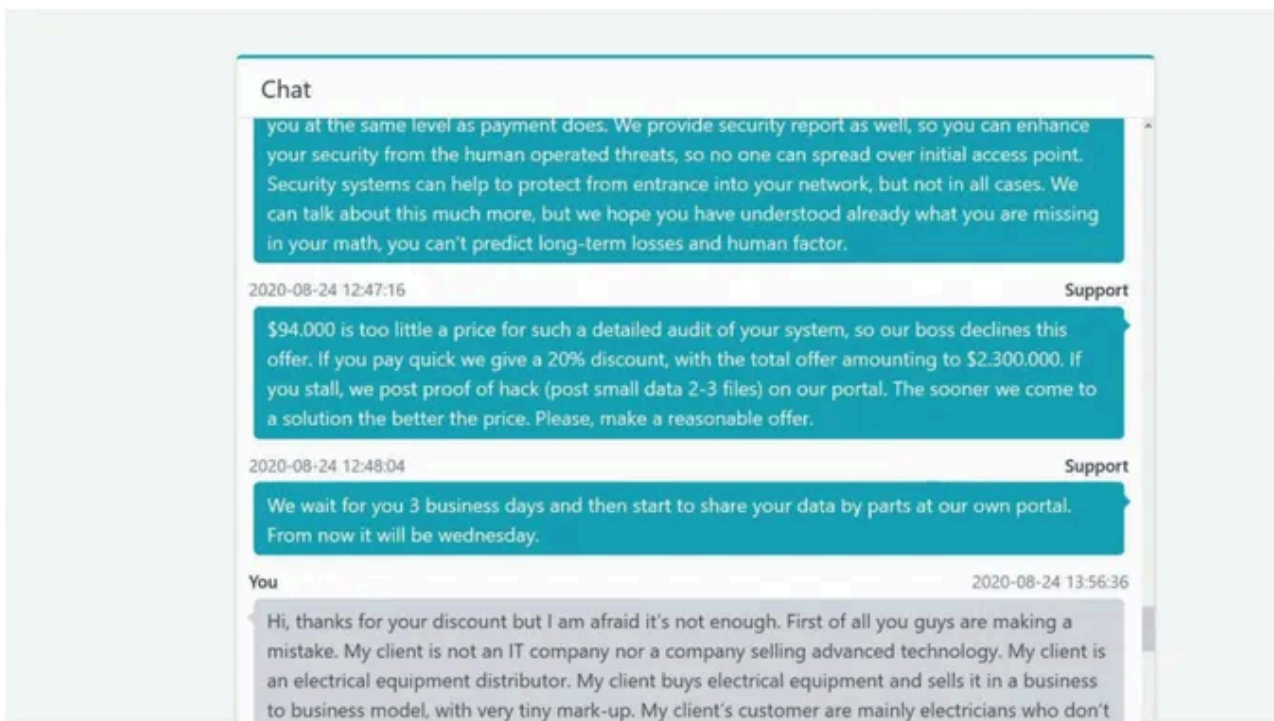 Chat
you at the same level as payment does. We provide security report as well, so you can enhance
your security from the human operated threats, so no one can spread over initial access point.
Security systems can help to protect from entrance into your network, but not in all cases. We
can talk about this much more, but we hope you have understood already what you are missing
in your math, you can't predict long-term losses and human factor.
2020-08-24 12:47:16 Support
$94.000 is too little a price for such a detailed audit of your system, so our boss declines this
offer. If you pay quick we give a 20% discount, with the total offer amounting to $2.300.000. If
you stall, we post proof of hack (post small data 2-3 files) on our portal. The sooner we come to
a solution the better the price. Please, make a reasonable offer.
2020-08-24 12:48:04 Support
We wait for you 3 business days and then start to share your data by parts at our own portal.
From now it will be wednesday.
You 2020-08-24 13:56:36
Hi, thanks for your discount but I am afraid it's not enough. First of all you guys are making a
mistake. My client is not an IT company nor a company selling advanced technology. My client is
an electrical equipment distributor. My client buys electrical equipment and sells it in a business
to business model, with very tiny mark-up. My client's customer are mainly electricians who don't